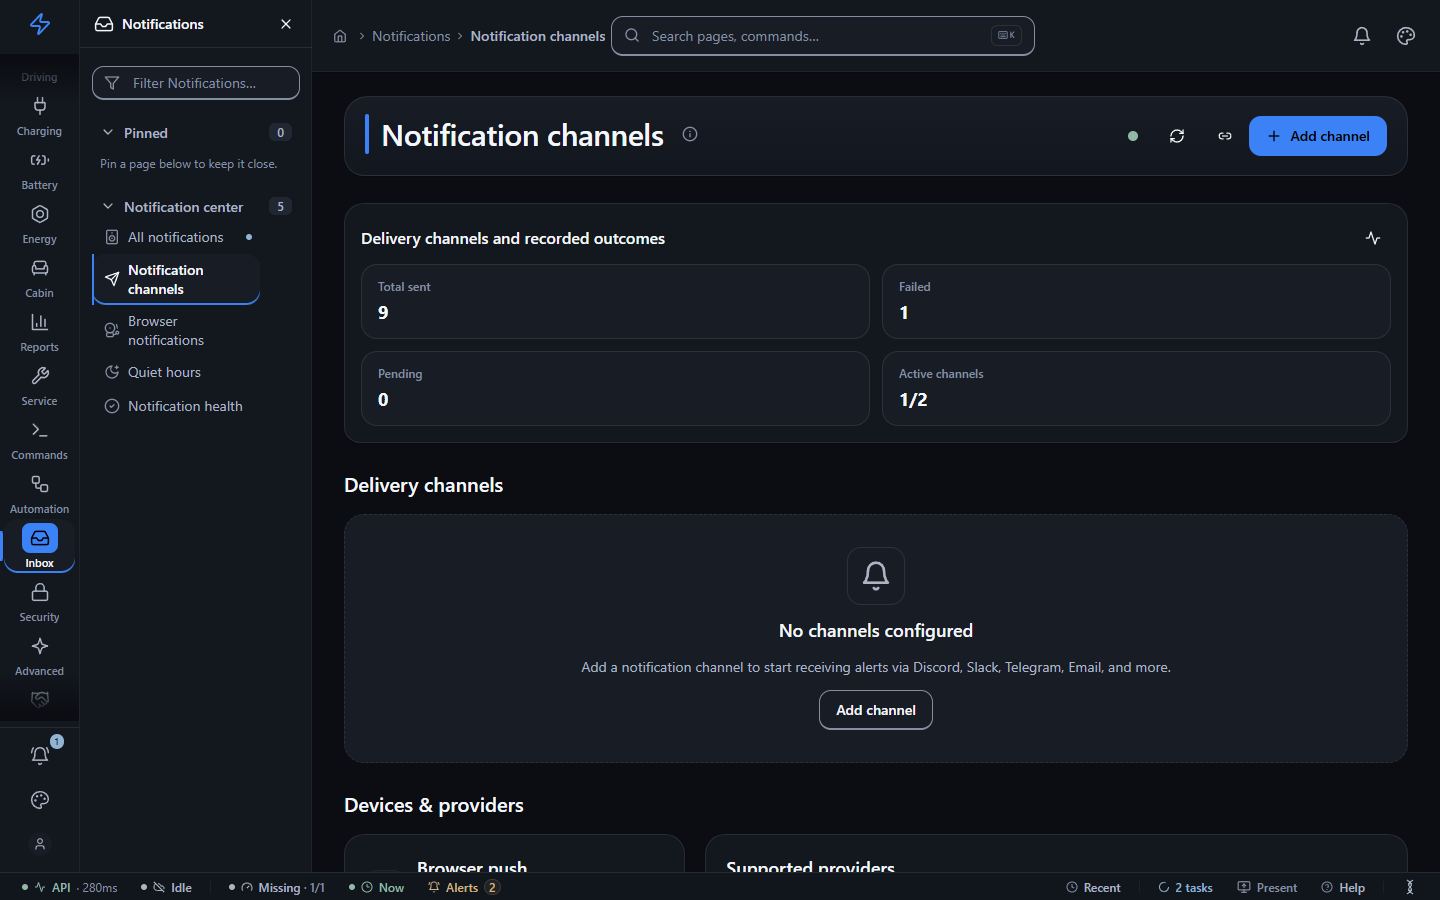 Notifications
Notifications
Notification channels
Search pages, commands...
K
Driving
Charging
Battery
Energy
Cabin
Reports
Service
Commands
Automation
Inbox
Security
Advanced
1
Filter Notifications...
Pinned 0
Pin a page below to keep it close.
Notification center 5
All notifications
Notification
channels
Browser
notifications
Quiet hours
Notification health
Notification channels
Add channel
Delivery channels and recorded outcomes
Total sent
9
Failed
1
Pending
0
Active channels
1/2
Delivery channels
No channels configured
Add a notification channel to start receiving alerts via Discord, Slack, Telegram, Email, and more.
Add channel
Devices & providers
Browser push
Supported providers
API · 280ms
Idle
Missing · 1/1
Now
Alerts 2
Recent
2 tasks
Present
Help